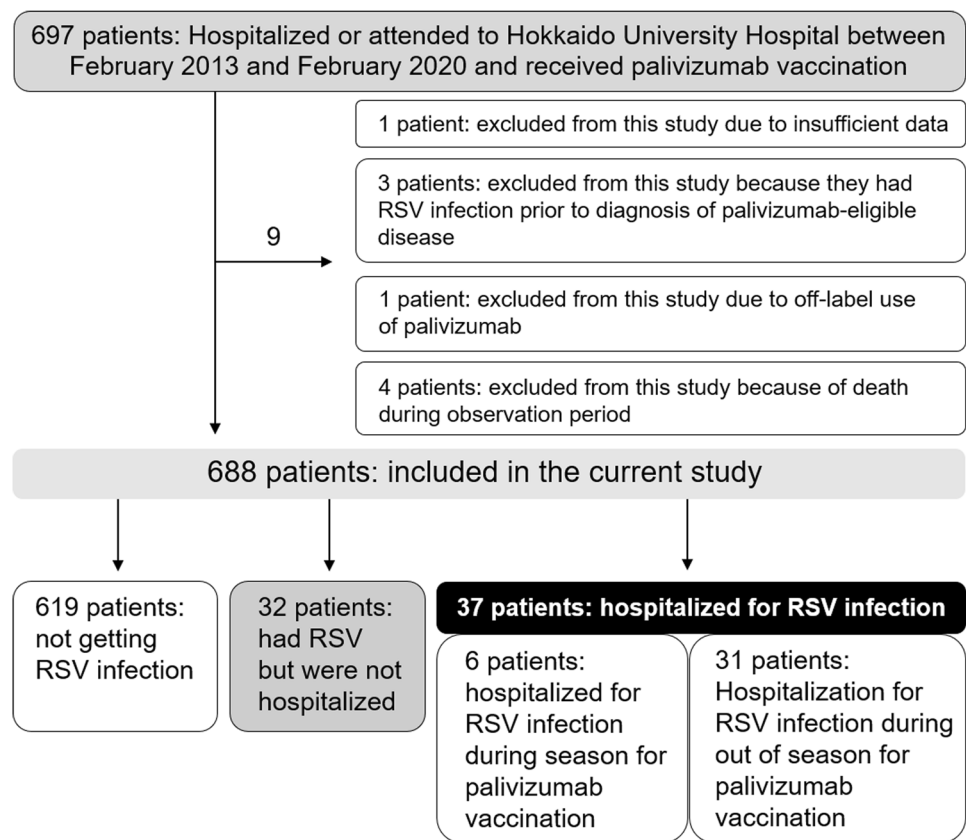 697 patients: Hospitalized or attended to Hokkaido University Hospital between
February 2013 and February 2020 and received palivizumab vaccination
1 patient: excluded from this study due to insufficient data
3 patients: excluded from this study because they had
RSV infection prior to diagnosis of palivizumab-eligible
disease
9
1 patient: excluded from this study due to off-label use
of palivizumab
4 patients: excluded from this study because of death
during observation period
688 patients: included in the current study
619 patients:
not getting
RSV infection
32 patients:
had RSV
but were not
hospitalized
37 patients: hospitalized for RSV infection
6 patients:
hospitalized for
RSV infection
during season for
palivizumab
vaccination
31 patients:
Hospitalization for
RSV infection during
out of season for
palivizumab
vaccination